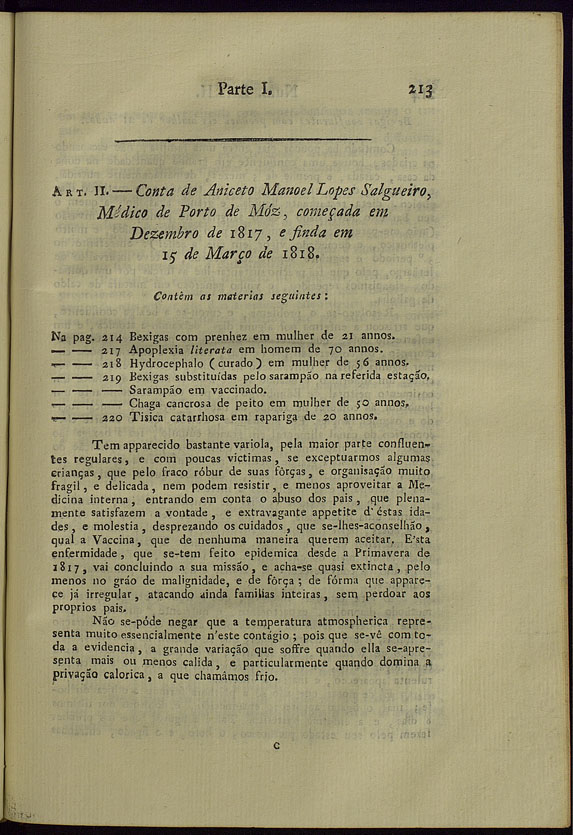 Parte I.
213
ART. II. — Conta de Aniceto Manoel Lopes Salgueiro,
Médico de Porto de Móz, começada em
Dezembro de 1817, e finda em
15 de Março de 1818.
Contêm as materias seguintes:
Na pag. 214 Bexigas com prenhez em mulher de 21 annos.
— — 217 Apoplexia literata em homem de 70 annos.
— — 218 Hydrocephalo (curado) em mulher de 56 annos.
— — 219 Bexigas substituídas pelo sarampão na referida estação.
— — — Sarampão em vaccinado.
— — — Chaga cancrosa de peito em mulher de 50 annos.
— — 220 Tisica catarrhosa em rapariga de 20 annos.
Tem apparecido bastante variola, pela maior parte confluen-
tes regulares, e com poucas victimas, se exceptuarmos algumas
crianças, que pelo fraco róbur de suas fôrças, e organisação muito
fragil, e delicada, nem podem resistir, e menos aproveitar a Me-
dicina interna, entrando em conta o abuso dos pais, que plena-
mente satisfazem a vontade, e extravagante appetite d'éstas ida-
des, e molestia, desprezando os cuidados, que se-lhes-aconselhão,
qual a Vaccina, que de nenhuma maneira querem aceitar. E'sta
enfermidade, que se-tem feito epidemica desde a Primavera de
1817, vai concluindo a sua missão, e acha-se quasi extincta, pelo
menos no gráo de malignidade, e de fôrça; de fórma que appare-
ce já irregular, atacando ainda familias inteiras, sem perdoar aos
proprios pais.
Não se-póde negar que a temperatura atmospherica repre-
senta muito essencialmente n'este contágio; pois que se-vê com to-
da a evidencia, a grande variação que soffre quando ella se-apre-
senta mais ou menos calida, e particularmente quando domina a
privação calorica, a que chamâmos frio.
C